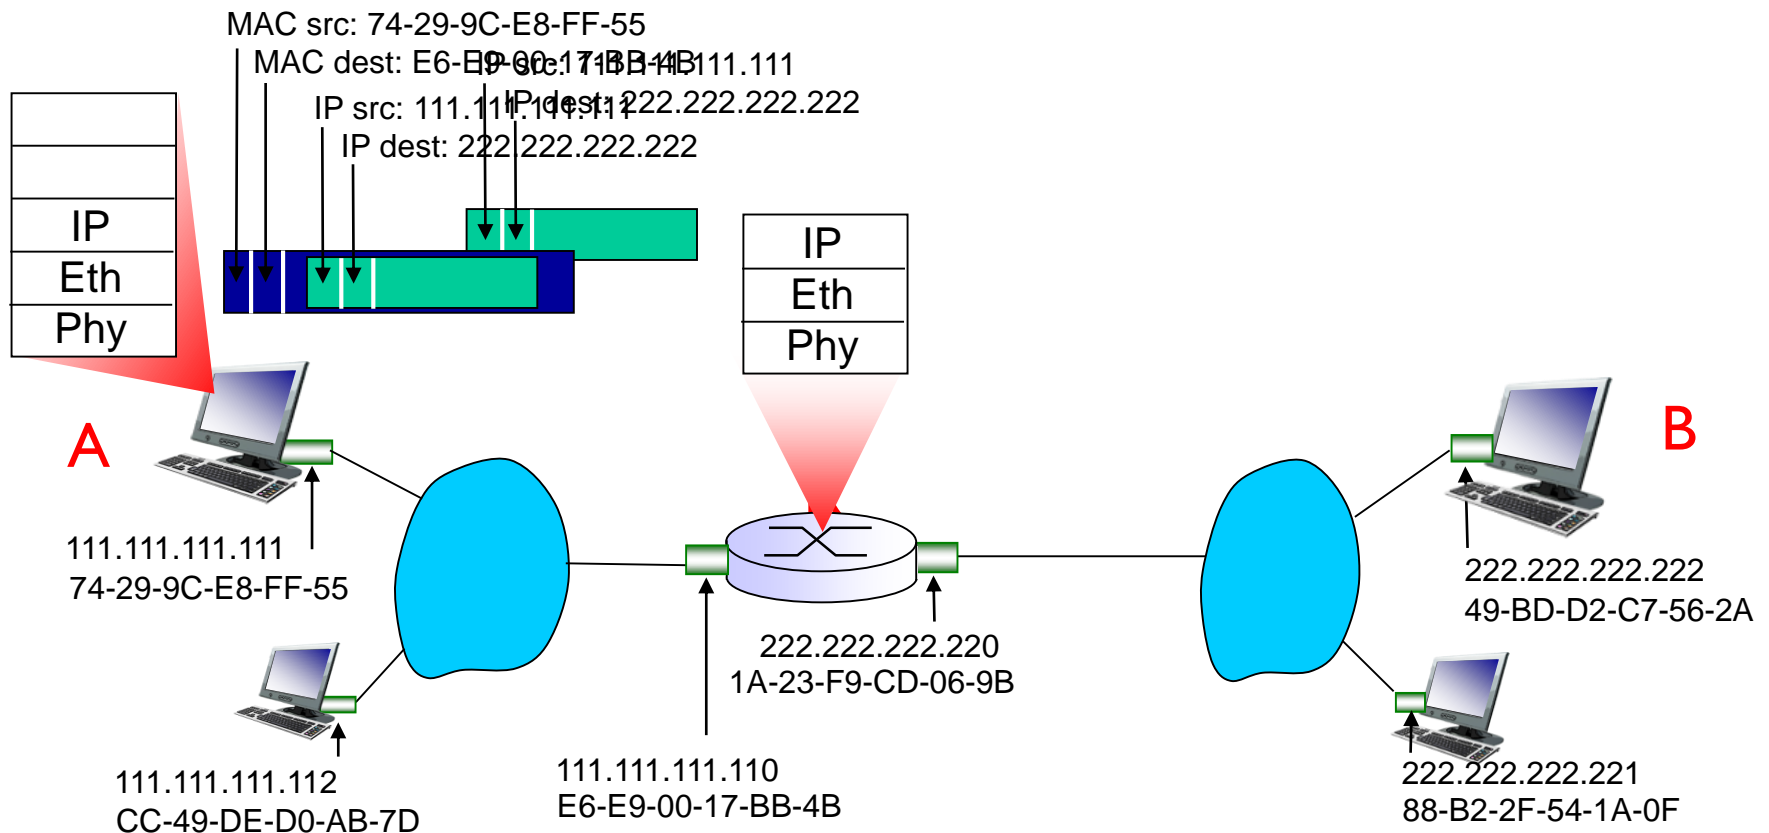 MAC src: 74-29-9C-E8-FF-55
MAC dest: E6-E9-00-17-BB-4B
IP src: 111.111.111.111
IP src: 111.111.111.111
IP dest: 222.222.222.222
IP dest: 222.222.222.222
IP
Eth
Phy
IP
Eth
Phy
A
B
111.111.111.111
74-29-9C-E8-FF-55
222.222.222.222
49-BD-D2-C7-56-2A
222.222.222.220
1A-23-F9-CD-06-9B
111.111.111.112
CC-49-DE-D0-AB-7D
111.111.111.110
E6-E9-00-17-BB-4B
222.222.222.221
88-B2-2F-54-1A-0F